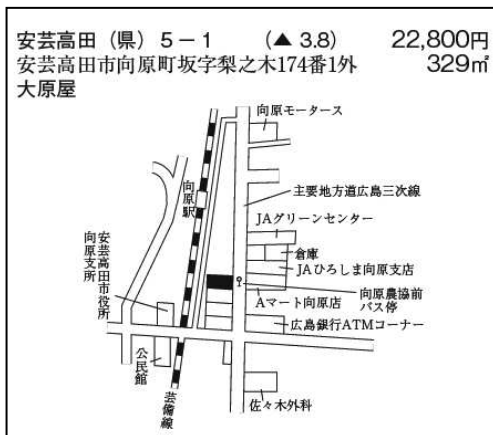 安芸高田(県)5-1 (▲ 3.8) 22,800円
安芸高田市向原町坂字梨之木174番1外 329㎡
大原屋
向原モータース
向原駅
主要地方道広島三次線
JAグリーンセンター
倉庫
JAひろしま向原支店
安芸高田市役所
向原支所
Aマート向原店
向原農協前
バス停
広島銀行ATMコーナー
公民館
芸備線
佐々木外科